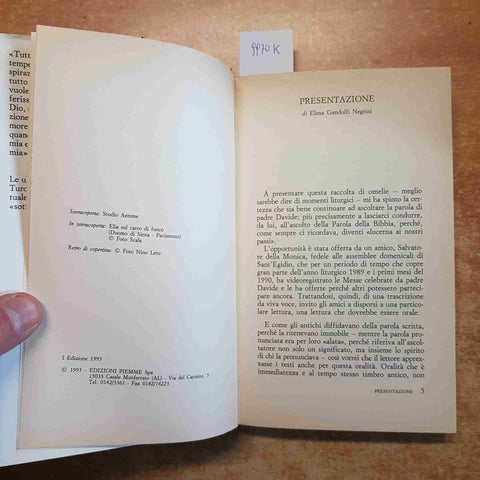 9970K
«Tutt
tempe
spiraz
tutto
vuole
feriss
Dio,
zione
more
quan
mia e
mia»
Le u
Turo
tuale
«sot
Sovraccoperta: Studio Aemme
In sovraccoperta: Elia sul carro di fuoco
(Duomo di Siena - Pavimento)
© Foto Scala
Retro di copertina: © Foto Nino Leto
I Edizione 1993
© 1993 - EDIZIONI PIEMME Spa
15033 Casale Monferrato (AL) - Via del Carmine, 5
Tel. 0142/3361 - Fax 0142/74223
PRESENTAZIONE
di Elena Gandolfi Negrini
A presentare questa raccolta di omelie – meglio
sarebbe dire di momenti liturgici – mi ha spinto la cer-
tezza che sia bene continuare ad ascoltare la parola di
padre Davide; più precisamente a lasciarci condurre,
da lui, all'ascolto della Parola della Bibbia, perché,
come sempre ci ricordava, diventi «lucerna ai nostri
passi».
L'opportunità è stata offerta da un amico, Salvato-
re della Monica, fedele alle assemblee domenicali di
Sant'Egidio, che per un periodo di tempo che copre
gran parte dell'anno liturgico 1989 e i primi mesi del
1990, ha videoregistrato le Messe celebrate da padre
Davide e le ha offerte perché altri potessero partecipa-
re ancora. Trattandosi, quindi, di una trascrizione
da viva voce, invito gli amici a disporsi a una partico-
lare lettura, una lettura che dovrebbe essere orale.
E come gli antichi diffidavano della parola scritta,
perché la ritenevano immobile – mentre la parola pro-
nunciata era per loro «alata», perché riferiva all'ascol-
tatore non solo un significato, ma insieme lo spirito
di chi la pronunciava – così vorrei che il lettore apprez-
zasse i testi anche per questa oralità. Oralità che è
immediatezza e al tempo stesso timbro antico, non
PRESENTAZIONE 5